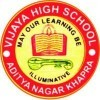 VIJAYA HIGH SCHOOL
MAY OUR LEARNING BE
ILLUMINATIVE
ADITYA NAGAR KHAPRA